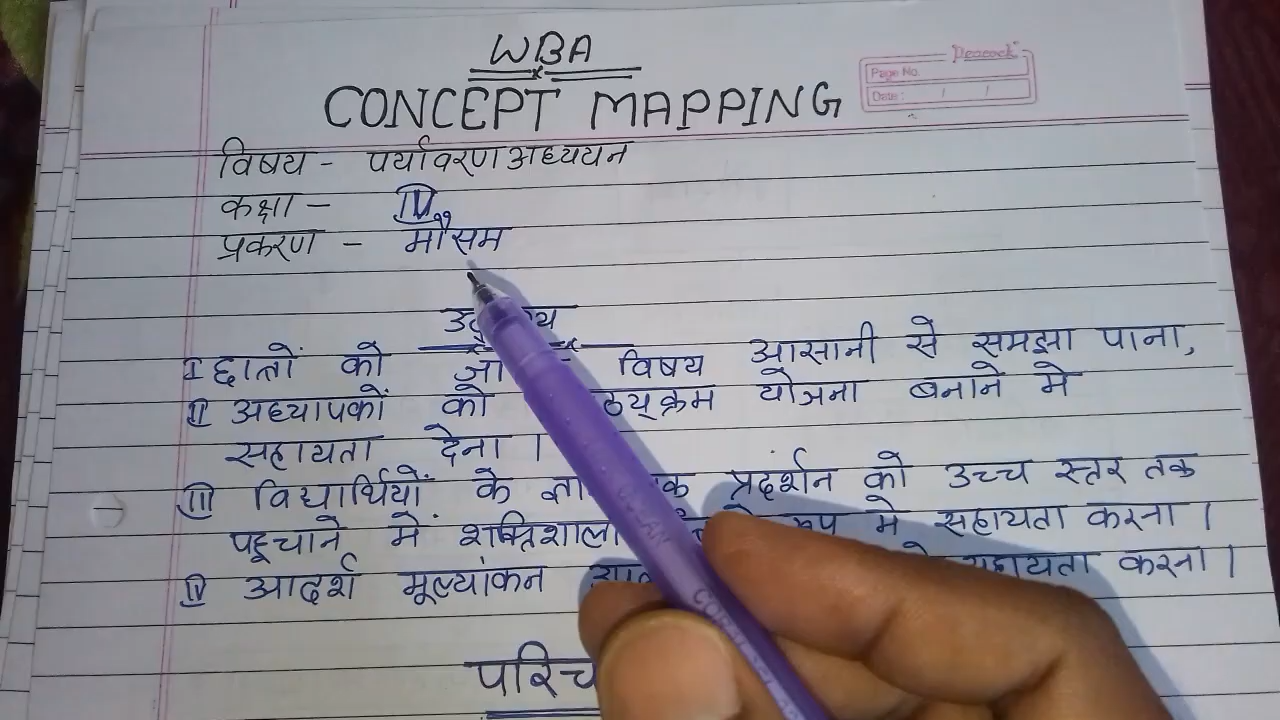 WBA
CONCEPT MAPPING
Peacock
Page No.
Date : / /
विषय - पर्यावरण अध्ययन
कक्षा - IV
प्रकरण - मौसम
I छात्रों को विषय आसानी से समझा पाना,
II अध्यापकों को योजना बनाने मे
सहायता देना ।
III विद्यार्थियों के प्रदर्शन को उच्च स्तर तक
पहूचाने में रूप मे सहायता करना ।
IV आदर्श मूल्यांकन सहायता करना ।